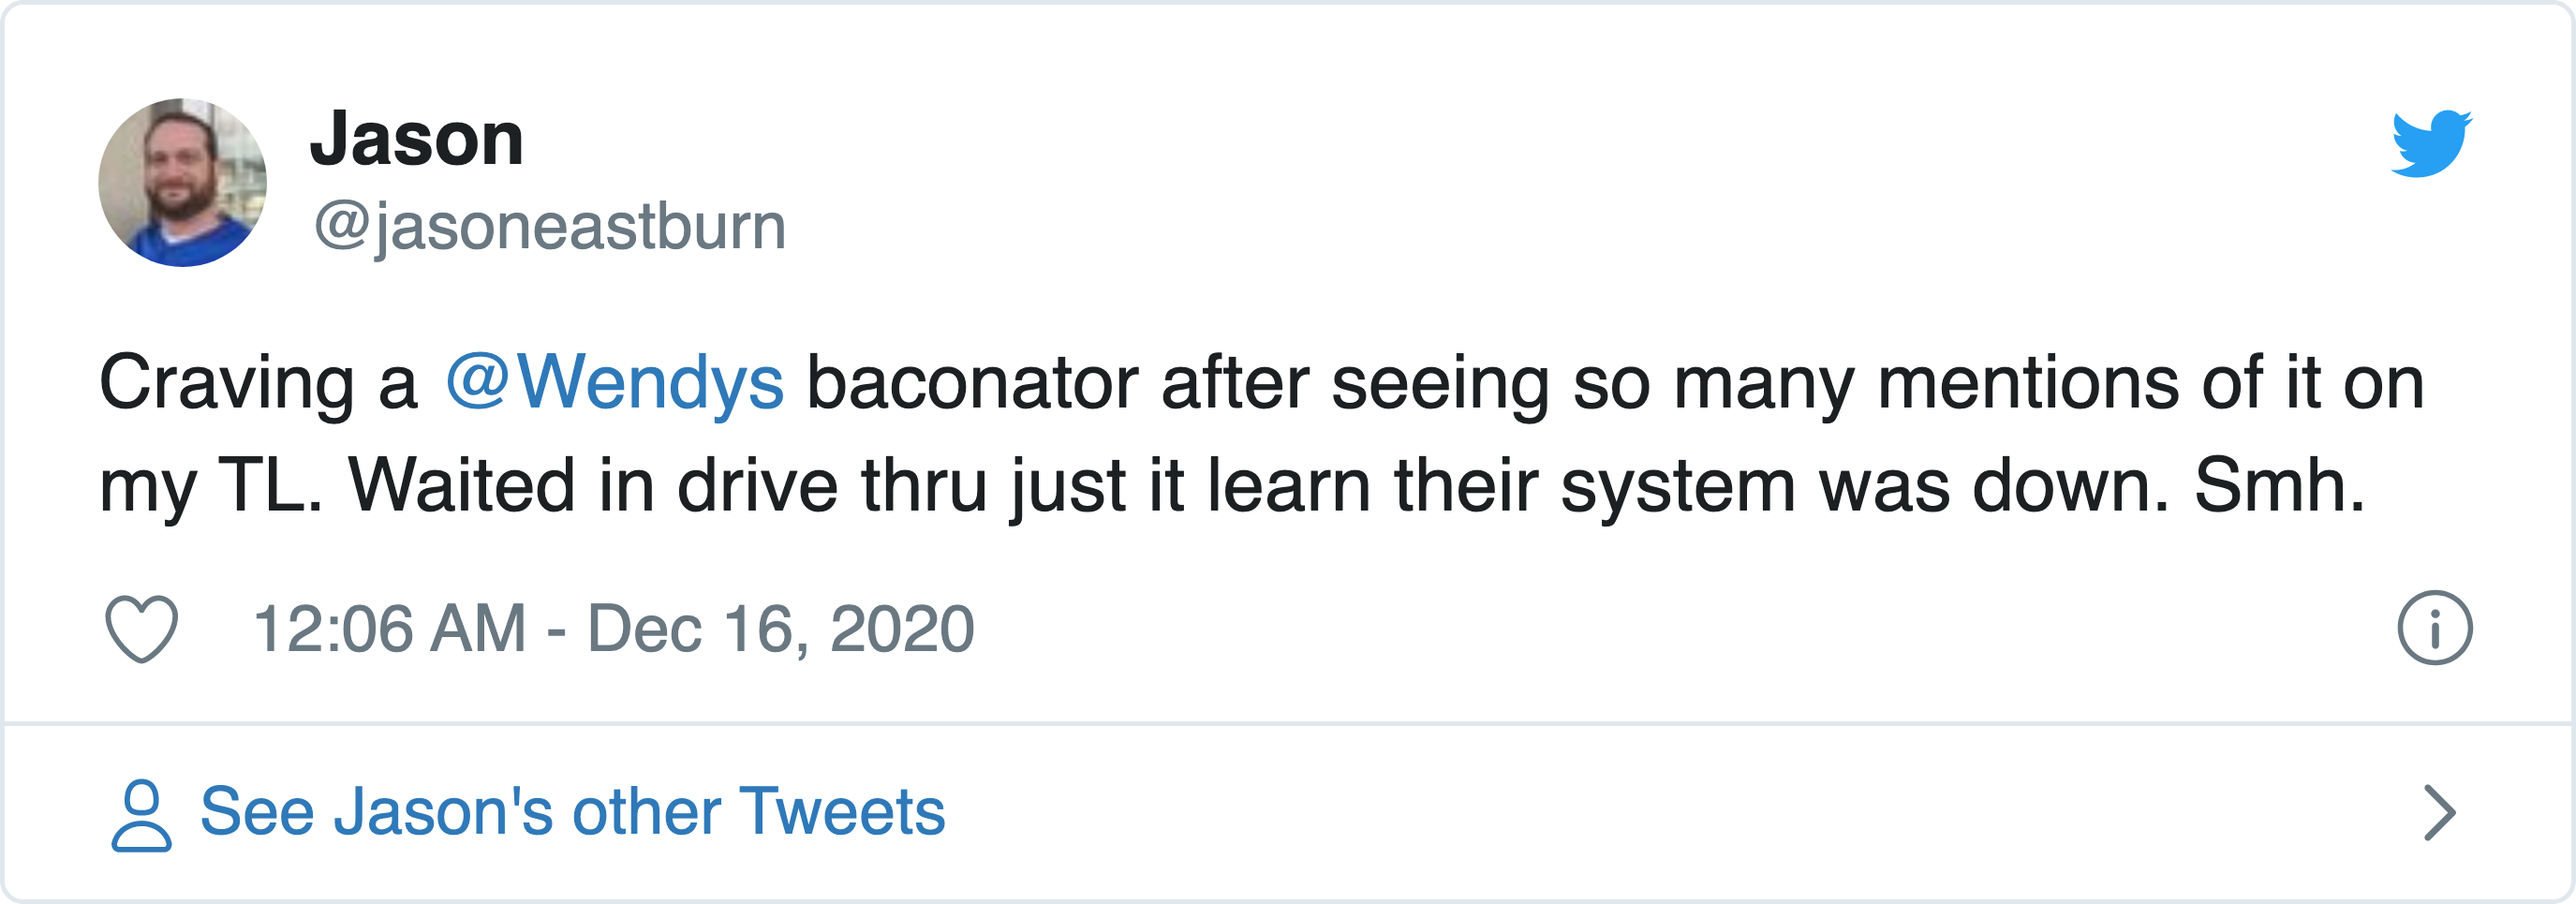 Jason
@jasoneastburn
Craving a @Wendys baconator after seeing so many mentions of it on
my TL. Waited in drive thru just it learn their system was down. Smh.
12:06 AM - Dec 16, 2020
See Jason's other Tweets